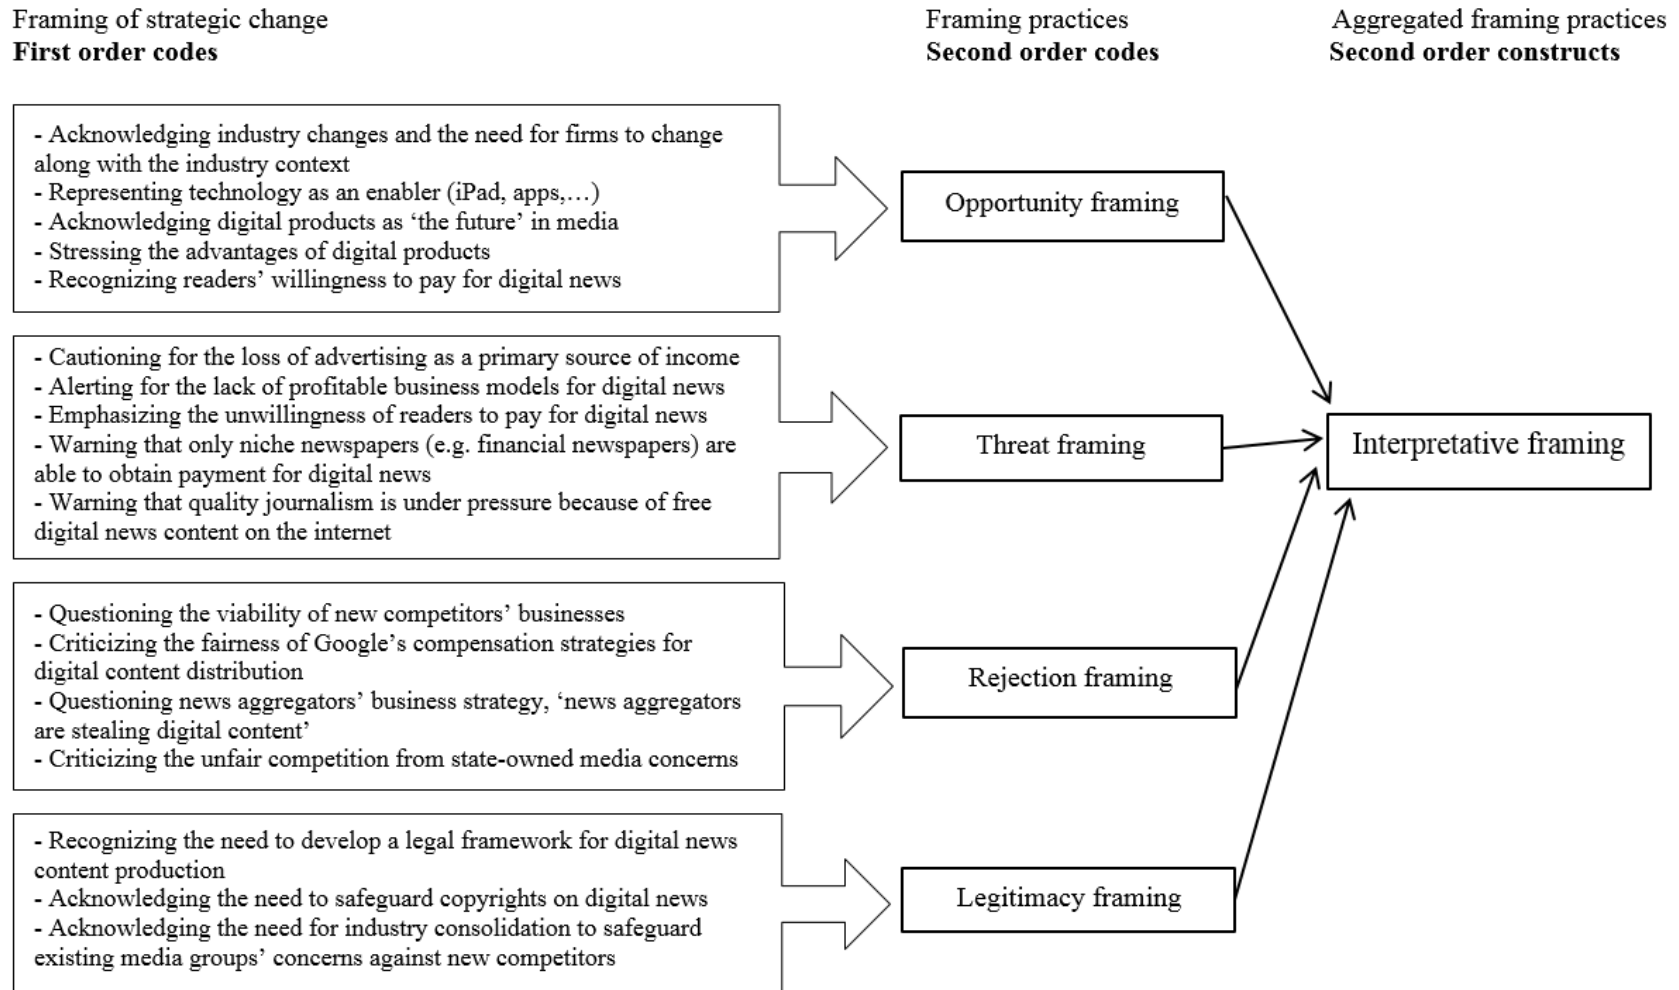 Framing of strategic change
First order codes
Framing practices
Second order codes
Aggregated framing practices
Second order constructs
- Acknowledging industry changes and the need for firms to change
along with the industry context
- Representing technology as an enabler (iPad, apps,…)
- Acknowledging digital products as ‘the future’ in media
- Stressing the advantages of digital products
- Recognizing readers’ willingness to pay for digital news
Opportunity framing
- Cautioning for the loss of advertising as a primary source of income
- Alerting for the lack of profitable business models for digital news
- Emphasizing the unwillingness of readers to pay for digital news
- Warning that only niche newspapers (e.g. financial newspapers) are
able to obtain payment for digital news
- Warning that quality journalism is under pressure because of free
digital news content on the internet
Threat framing
Interpretative framing
- Questioning the viability of new competitors’ businesses
- Criticizing the fairness of Google’s compensation strategies for
digital content distribution
- Questioning news aggregators’ business strategy, ‘news aggregators
are stealing digital content’
- Criticizing the unfair competition from state-owned media concerns
Rejection framing
- Recognizing the need to develop a legal framework for digital news
content production
- Acknowledging the need to safeguard copyrights on digital news
- Acknowledging the need for industry consolidation to safeguard
existing media groups’ concerns against new competitors
Legitimacy framing